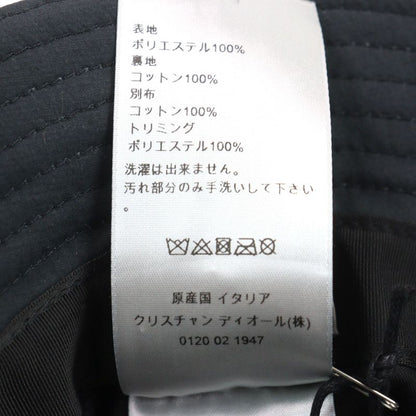 表地
ポリエステル100%
裏地
コットン100%
別布
コットン100%
トリミング
ポリエステル100%
洗濯は出来ません。
汚れ部分のみ手洗いして下さい
。
原産国 イタリア
クリスチャン ディオール(株)
0120 02 1947